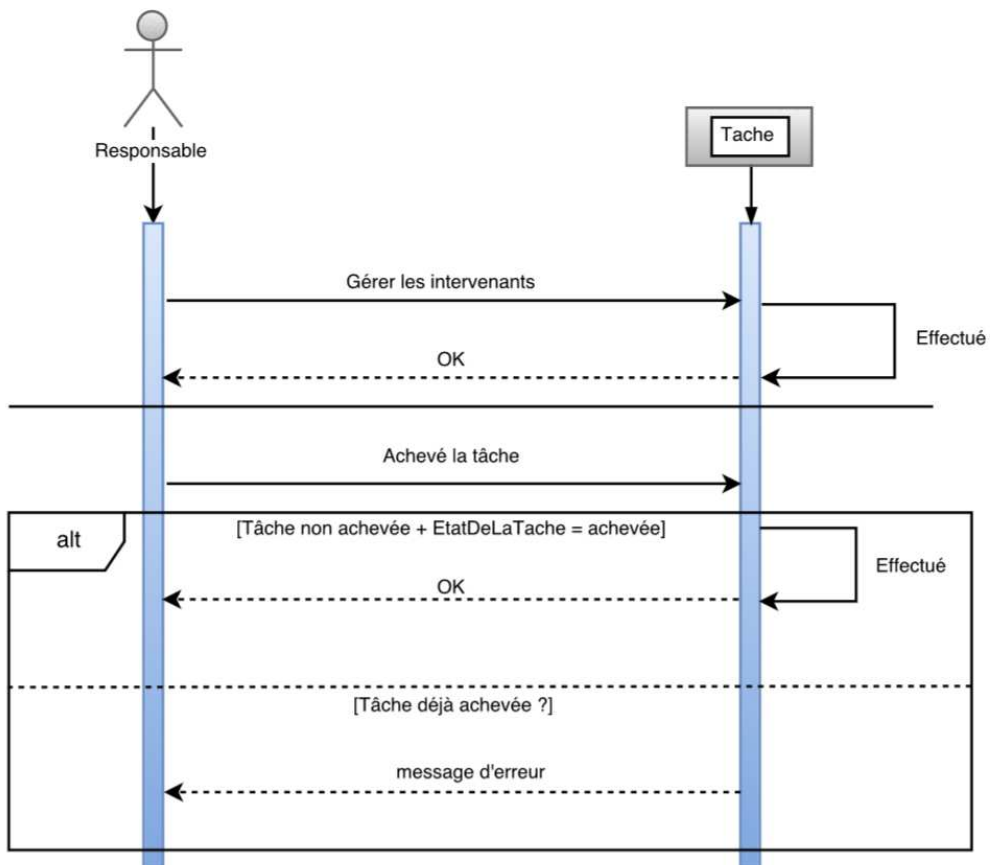 Responsable
Tache
Gérer les intervenants
Effectué
OK
Achevé la tâche
alt
[Tâche non achevée + EtatDeLaTache = achevée]
Effectué
OK
[Tâche déjà achevée ?]
message d'erreur